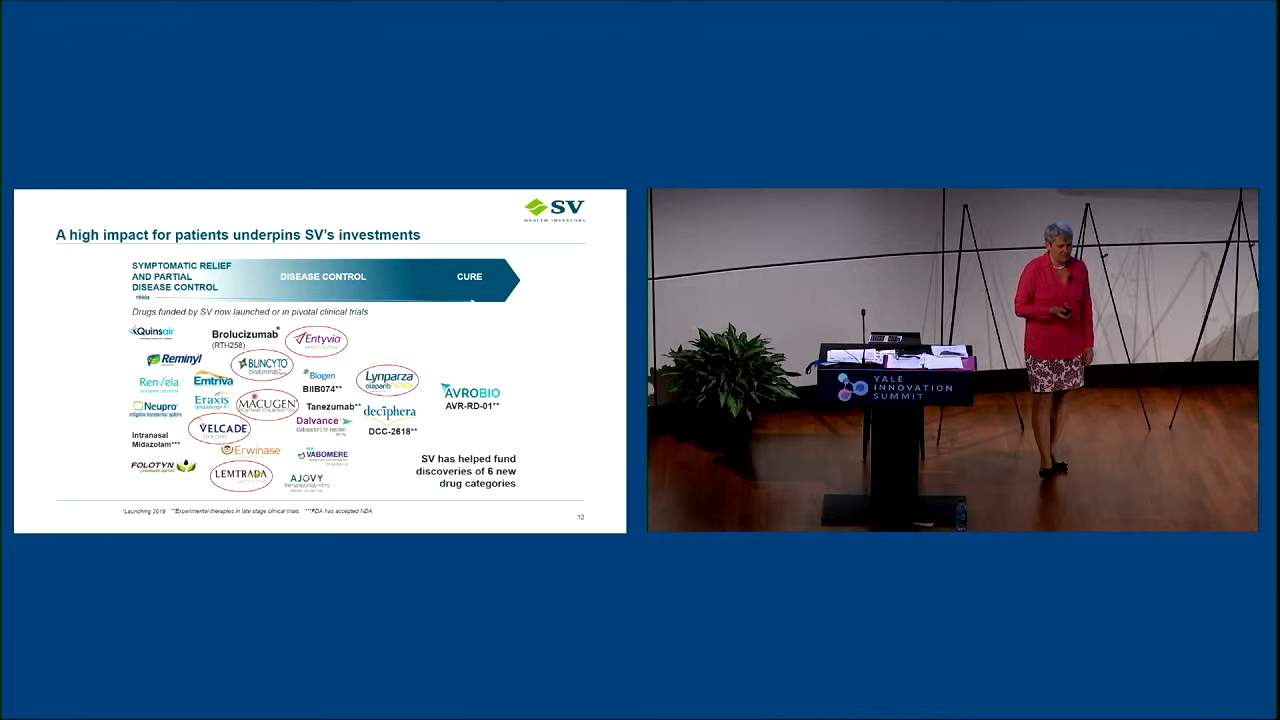 SV
HEALTH INVESTORS
A high impact for patients underpins SV's investments
SYMPTOMATIC RELIEF
AND PARTIAL
DISEASE CONTROL
DISEASE CONTROL
CURE
1990s
Drugs funded by SV now launched or in pivotal clinical trials
Quinsair
Brolucizumab*
(RTH258)
Entyvio
Reminyl
BLINCYTO
Renvela
Emtriva
Biogen
BIIB074**
Lynparza
olaparib
AVROBIO
AVR-RD-01**
Neupro
Eraxis
MACUGEN
Tanezumab**
deciphera
DCC-2618**
VELCADE
Dalvance
Intranasal
Midazolam***
Erwinase
VABOMERE
FOLOTYN
LEMTRADA
AJOVY
SV has helped fund
discoveries of 6 new
drug categories
*Launching 2019 **Experimental therapies in late stage clinical trials. ***FDA has accepted NDA
12
YALE
INNOVATION
SUMMIT